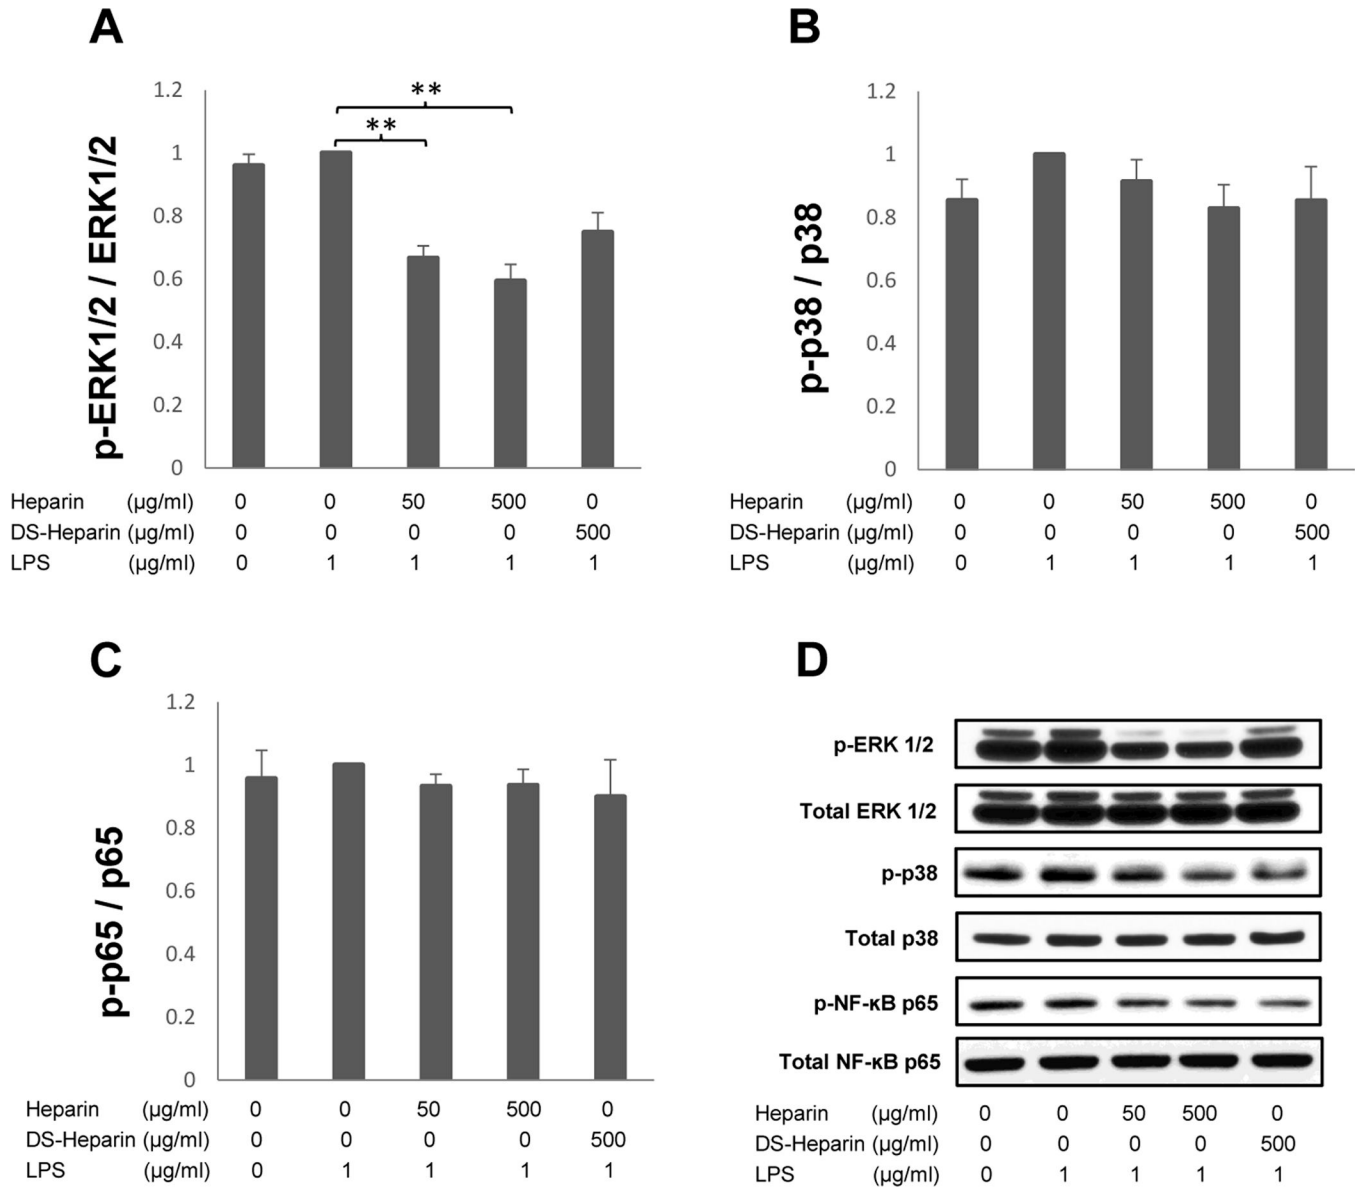 A
p-ERK1/2 / ERK1/2
1.2
1
0.8
0.6
0.4
0.2
0
**
**
Heparin (µg/ml) 0 0 50 500 0
DS-Heparin (µg/ml) 0 0 0 0 500
LPS (µg/ml) 0 1 1 1 1
B
p-p38 / p38
1.2
1
0.8
0.6
0.4
0.2
0
Heparin (µg/ml) 0 0 50 500 0
DS-Heparin (µg/ml) 0 0 0 0 500
LPS (µg/ml) 0 1 1 1 1
C
p-p65 / p65
1.2
1
0.8
0.6
0.4
0.2
0
Heparin (µg/ml) 0 0 50 500 0
DS-Heparin (µg/ml) 0 0 0 0 500
LPS (µg/ml) 0 1 1 1 1
D
p-ERK 1/2
Total ERK 1/2
p-p38
Total p38
p-NF-κB p65
Total NF-κB p65
Heparin (µg/ml) 0 0 50 500 0
DS-Heparin (µg/ml) 0 0 0 0 500
LPS (µg/ml) 0 1 1 1 1